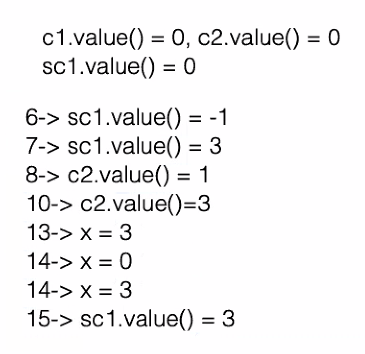 c1.value() = 0, c2.value() = 0
sc1.value() = 0
6-> sc1.value() = -1
7-> sc1.value() = 3
8-> c2.value() = 1
10-> c2.value()=3
13-> x = 3
14-> x = 0
14-> x = 3
15-> sc1.value() = 3